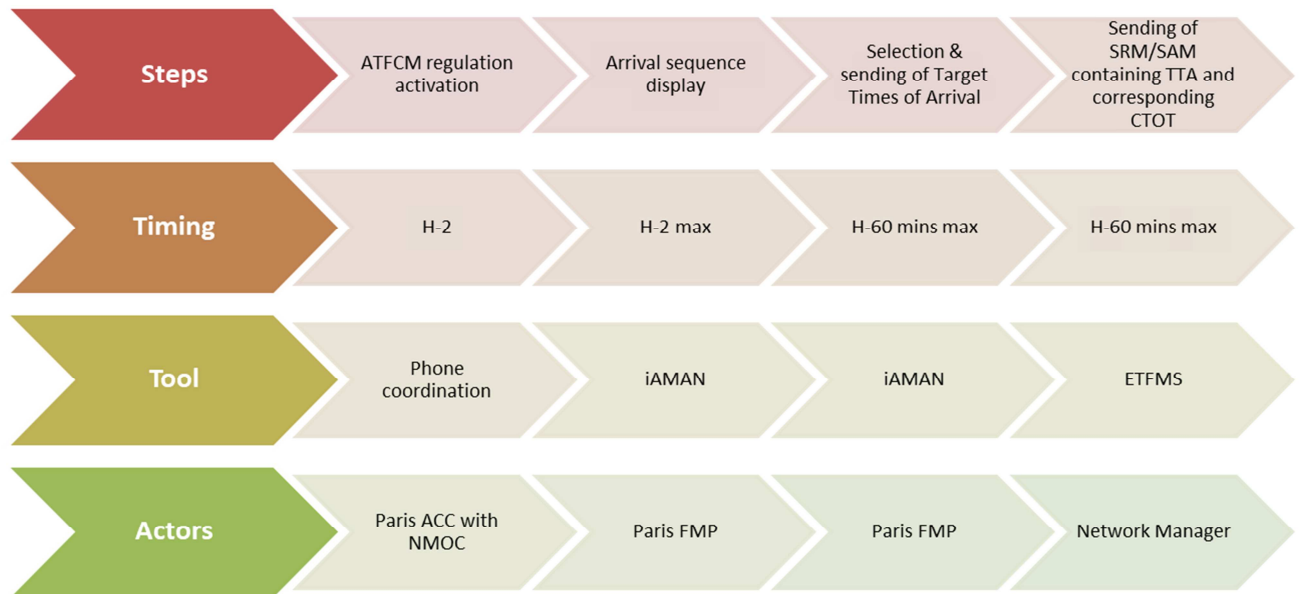 Steps
ATFCM regulation
activation
Arrival sequence
display
Selection &
sending of Target
Times of Arrival
Sending of
SRM/SAM
containing TTA and
corresponding
CTOT
Timing
H-2
H-2 max
H-60 mins max
H-60 mins max
Tool
Phone
coordination
iAMAN
iAMAN
ETFMS
Actors
Paris ACC with
NMOC
Paris FMP
Paris FMP
Network Manager